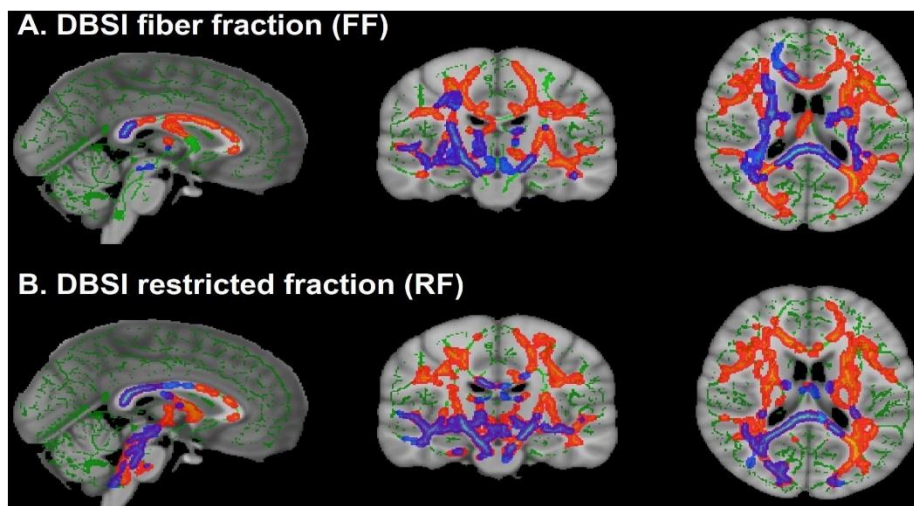 A. DBSI fiber fraction (FF)
B. DBSI restricted fraction (RF)